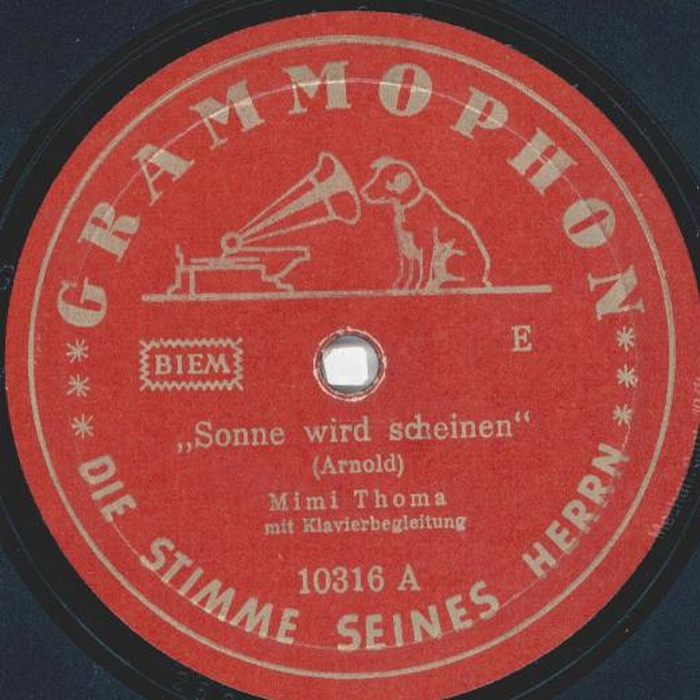 GRAMMOPHON
BIEM
E
„Sonne wird scheinen“
(Arnold)
Mimi Thoma
mit Klavierbegleitung
10316 A
*** DIE STIMME SEINES HERRN ***